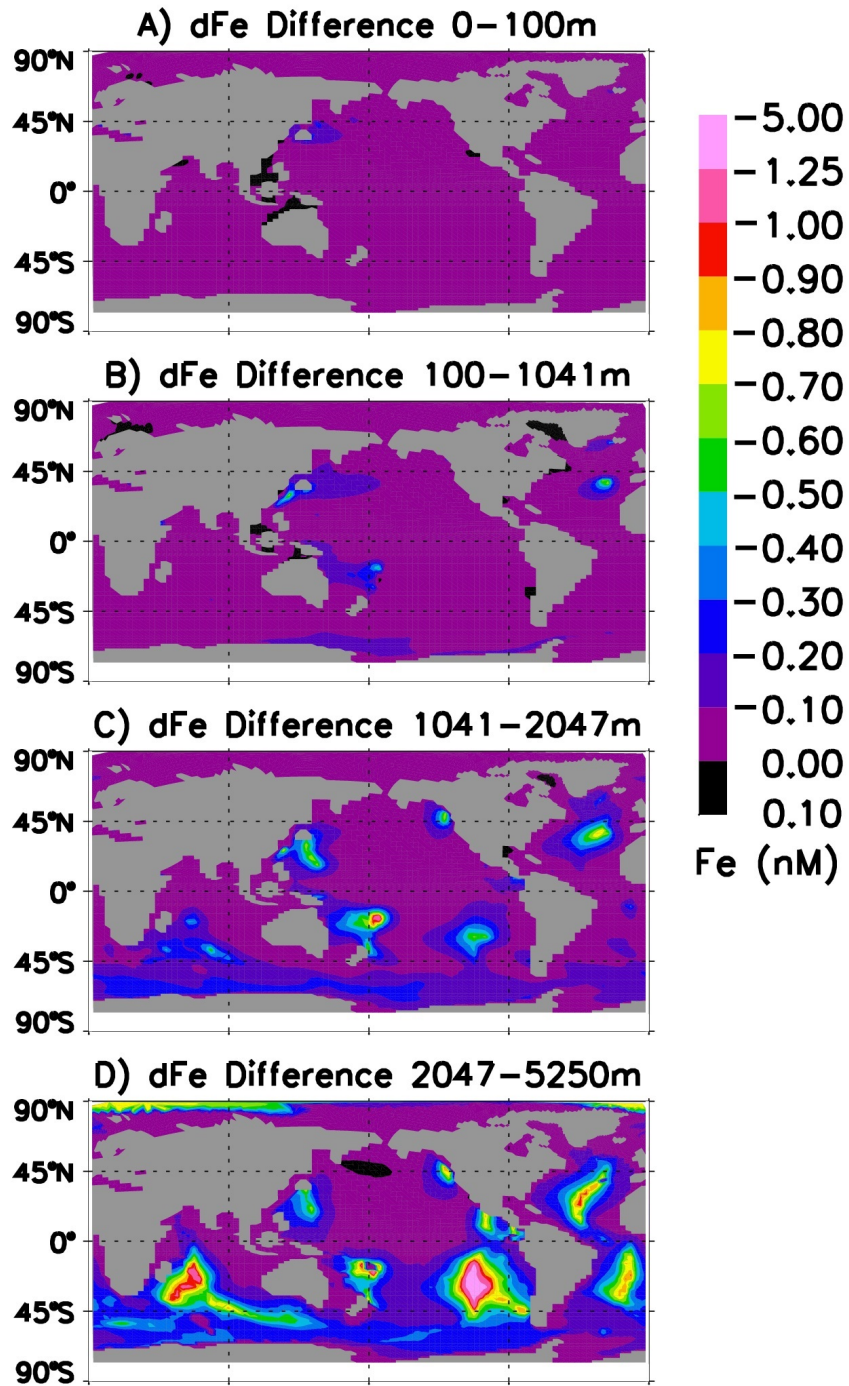 A) dFe Difference 0-100m
90°N
45°N
0°
45°S
90°S
B) dFe Difference 100-1041m
90°N
45°N
0°
45°S
90°S
C) dFe Difference 1041-2047m
90°N
45°N
0°
45°S
90°S
D) dFe Difference 2047-5250m
90°N
45°N
0°
45°S
90°S
-5.00
-1.25
-1.00
-0.90
-0.80
-0.70
-0.60
-0.50
-0.40
-0.30
-0.20
-0.10
0.00
0.10
Fe (nM)